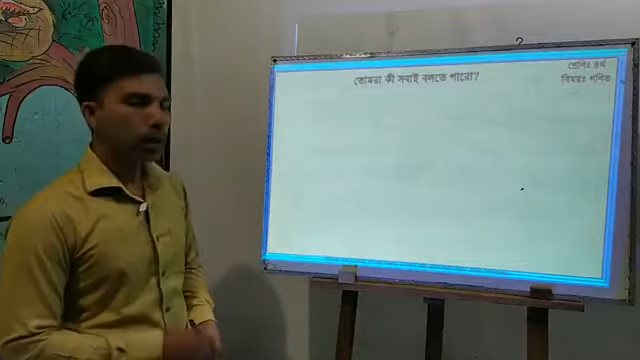 তোমরা কী সবাই বলতে পারো?
শ্রেণিঃ ৪র্থ
বিষয়ঃ গণিত